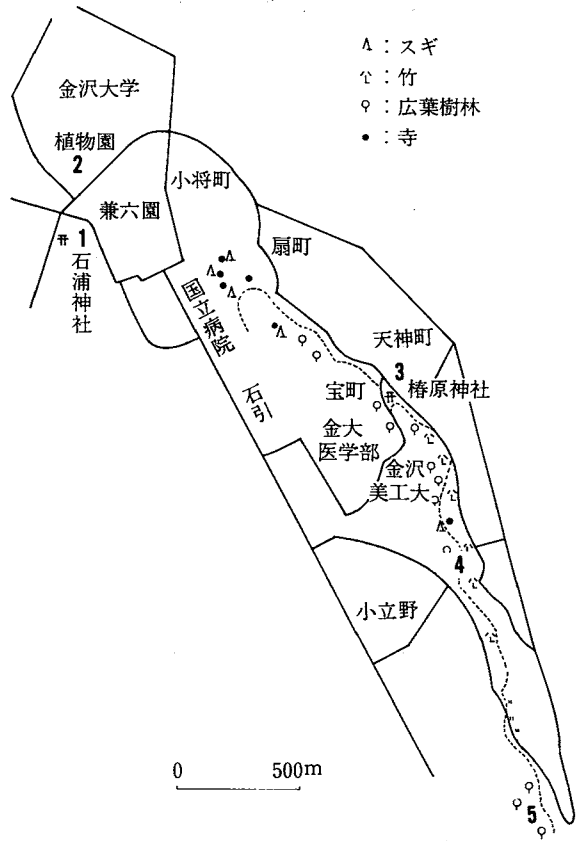 スギ
竹
広葉樹林
寺
金沢大学
植物園
2
小将町
兼六園
1
石浦神社
扇町
国立病院
天神町
3
石引
宝町
椿原神社
金大
医学部
金沢
美工大
4
小立野
0 500m
5